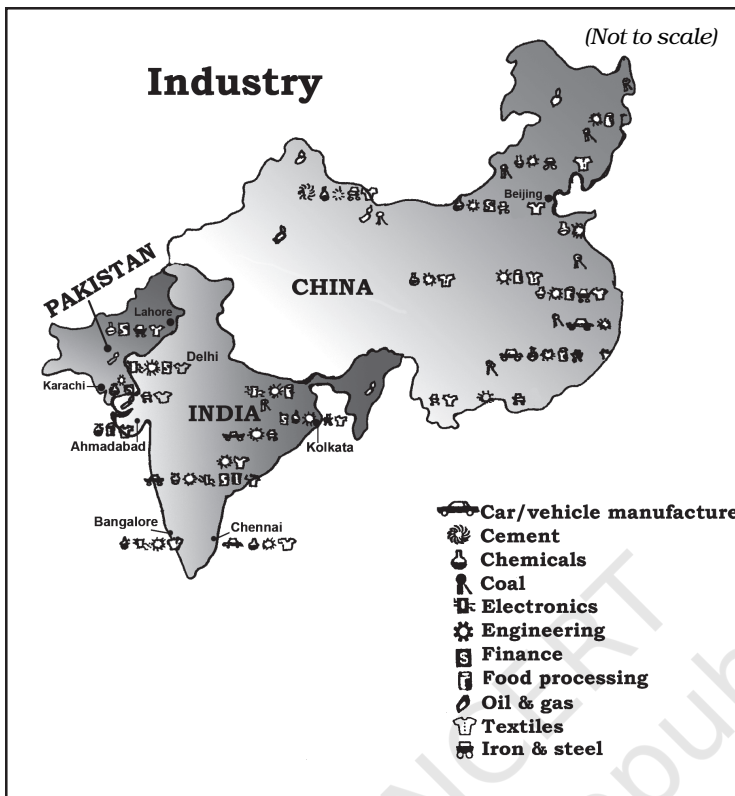 (Not to scale)
Industry
Beijing
PAKISTAN
CHINA
Lahore
Delhi
Karachi
INDIA
Ahmadabad
Kolkata
Bangalore
Chennai
Car/vehicle manufacture
Cement
Chemicals
Coal
Electronics
Engineering
Finance
Food processing
Oil & gas
Textiles
Iron & steel
NCERT